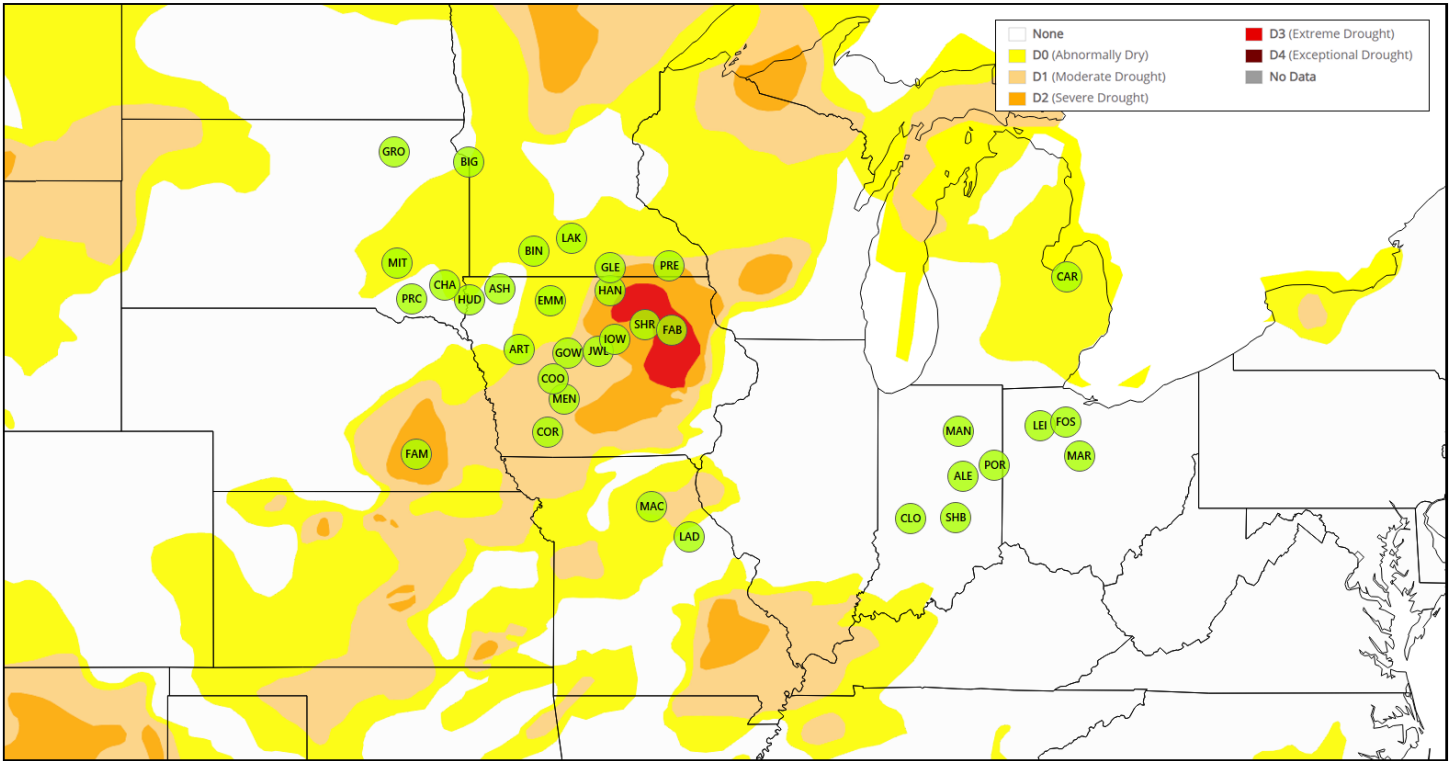 None
D0 (Abnormally Dry)
D1 (Moderate Drought)
D2 (Severe Drought)
D3 (Extreme Drought)
D4 (Exceptional Drought)
No Data
GRO
BIG
LAK
BIN
MIT
GLE
PRE
CAR
CHA
ASH
HAN
PRC
HUD
EMM
SHR
FAB
IOW
ART
GOW
JWL
COO
MEN
COR
FAM
MAN
LEI
FOS
MAR
POR
ALE
CLO
SHB
MAC
LAD